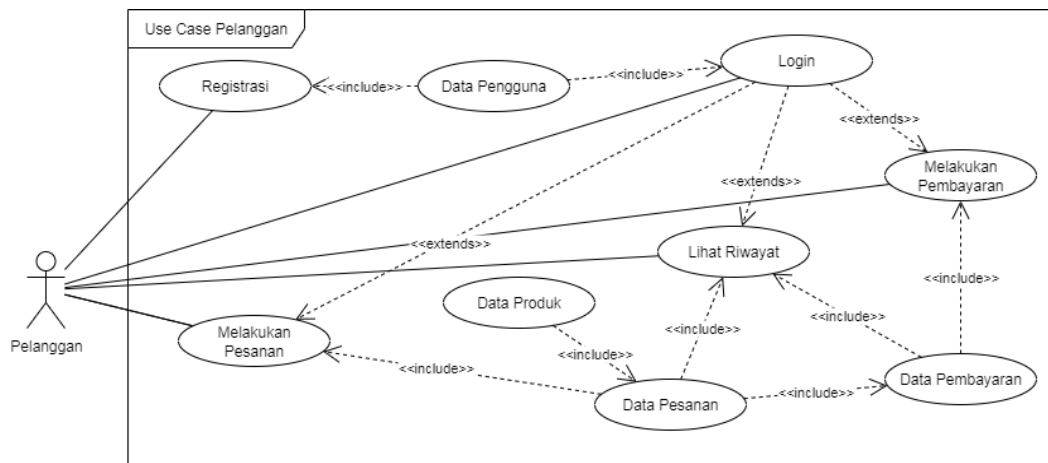 Use Case Pelanggan
Login
Registrasi
<<include>>
Data Pengguna
<<include>>
<<extends>>
Melakukan
Pembayaran
<<extends>>
<<extends>>
Lihat Riwayat
<<include>>
Data Produk
<<include>>
<<include>>
Pelanggan
Melakukan
Pesanan
<<include>>
<<include>>
Data Pembayaran
<<include>>
Data Pesanan